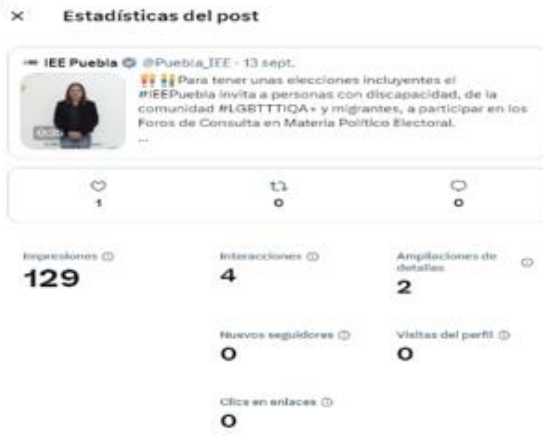 Estadísticas del post
IEE Puebla @Puebla_IEE · 13 sept.
Para tener unas elecciones incluyentes el
#IEEPuebla invita a personas con discapacidad, de la
comunidad #LGBTTTIQA+ y migrantes, a participar en los
Foros de Consulta en Materia Político Electoral.
...
1
0
0
Impresiones
129
Interacciones
4
Ampliaciones de
detalles
2
Nuevos seguidores
0
Visitas del perfil
0
Clics en enlaces
0